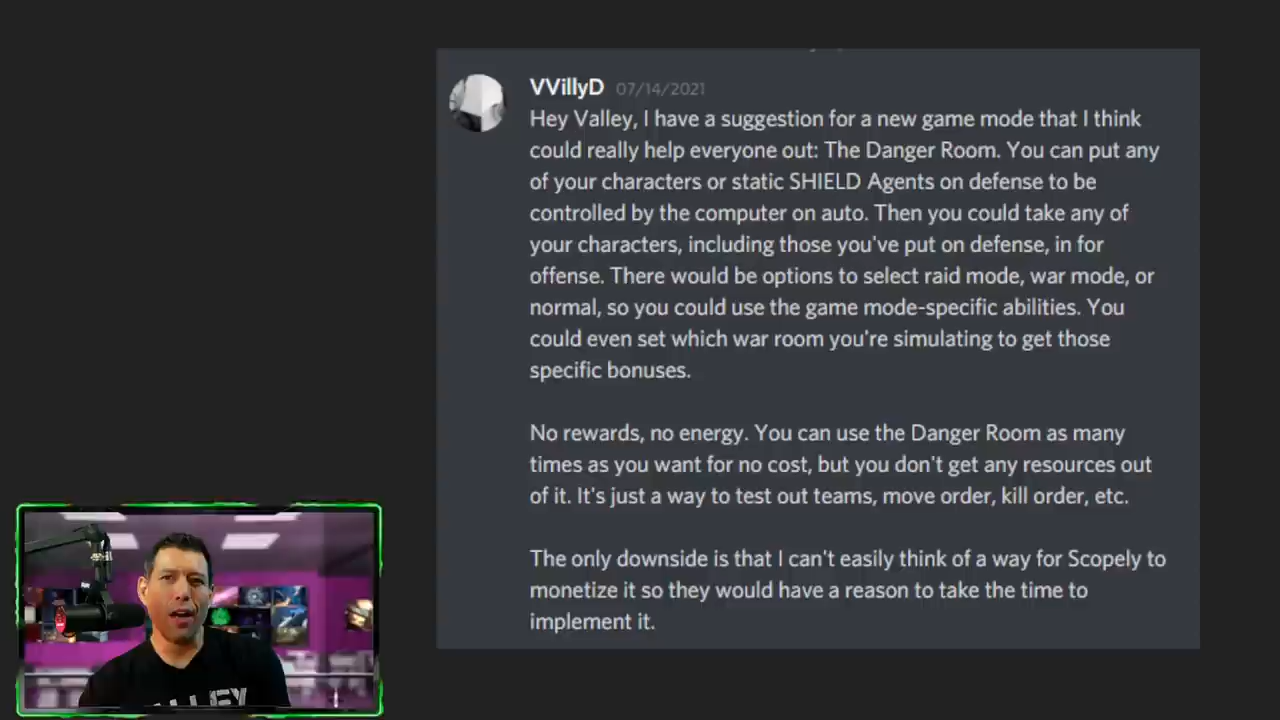 VVillyD 07/14/2021
Hey Valley, I have a suggestion for a new game mode that I think
could really help everyone out: The Danger Room. You can put any
of your characters or static SHIELD Agents on defense to be
controlled by the computer on auto. Then you could take any of
your characters, including those you've put on defense, in for
offense. There would be options to select raid mode, war mode, or
normal, so you could use the game mode-specific abilities. You
could even set which war room you're simulating to get those
specific bonuses.
No rewards, no energy. You can use the Danger Room as many
times as you want for no cost, but you don't get any resources out
of it. It's just a way to test out teams, move order, kill order, etc.
The only downside is that I can't easily think of a way for Scopely to
monetize it so they would have a reason to take the time to
implement it.